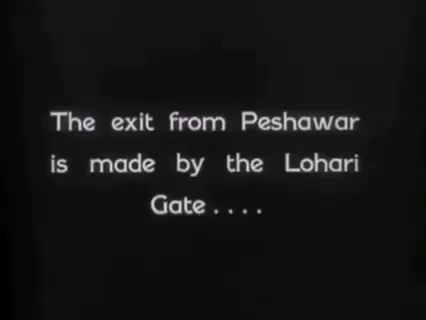 The exit from Peshawar
is made by the Lohari
Gate....